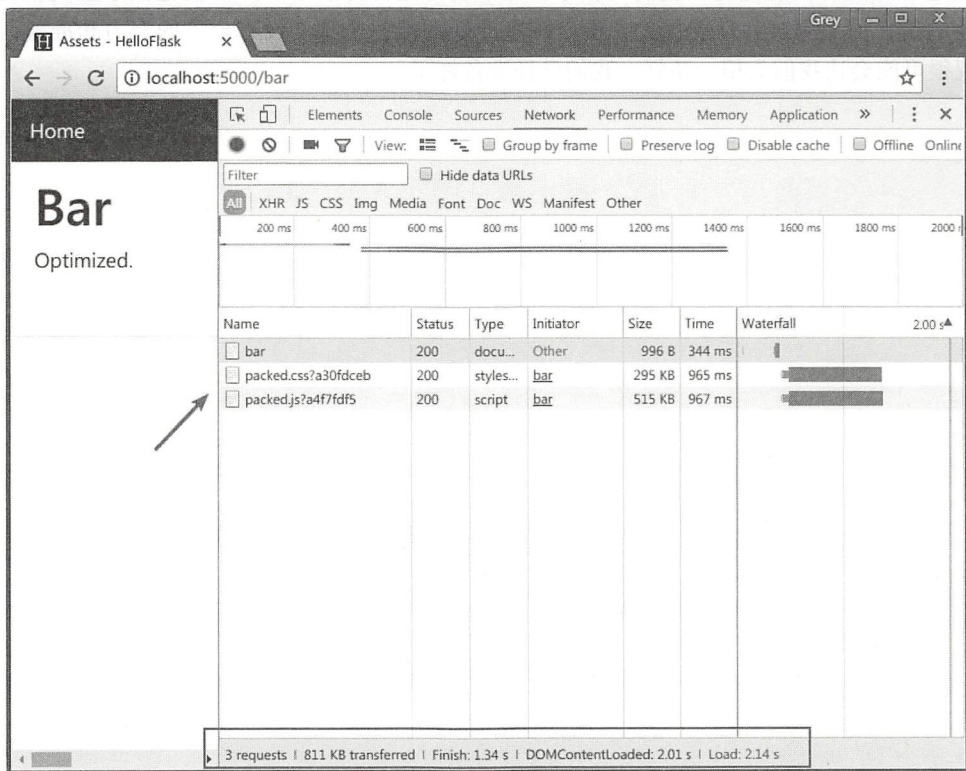 Grey
Assets - HelloFlask
localhost:5000/bar
Elements Console Sources Network Performance Memory Application »
Home
View: Group by frame Preserve log Disable cache Offline Online
Filter Hide data URLs
All XHR JS CSS Img Media Font Doc WS Manifest Other
Bar
200 ms 400 ms 600 ms 800 ms 1000 ms 1200 ms 1400 ms 1600 ms 1800 ms 2000
Optimized.
Name Status Type Initiator Size Time Waterfall 2.00 s
bar 200 docu... Other 996 B 344 ms
packed.css?a30fdceb 200 styles... bar 295 KB 965 ms
packed.js?a4f7fdf5 200 script bar 515 KB 967 ms
3 requests | 811 KB transferred | Finish: 1.34 s | DOMContentLoaded: 2.01 s | Load: 2.14 s